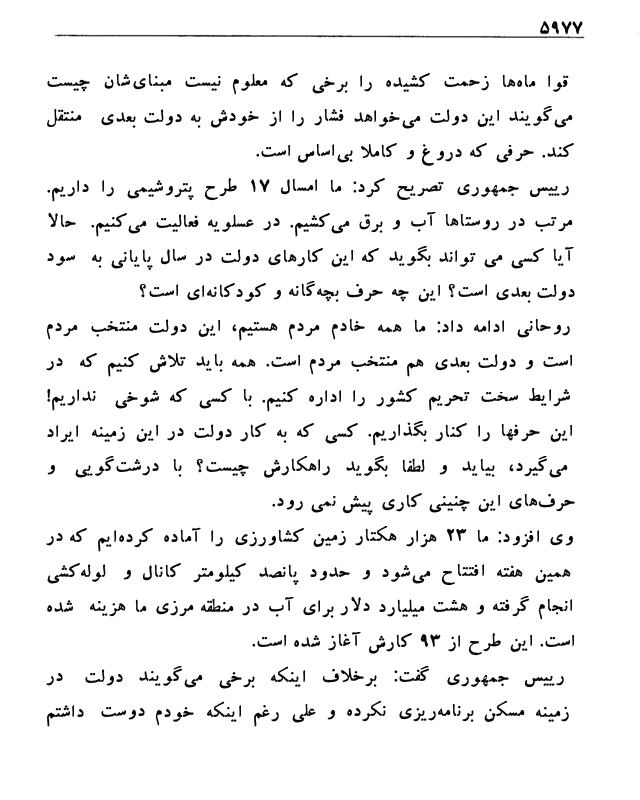 ۵۹۷۷
قوا ماه‌ها زحمت کشیده را برخی که معلوم نیست مبنای‌شان چیست
می‌گویند این دولت می‌خواهد فشار را از خودش به دولت بعدی منتقل
کند. حرفی که دروغ و کاملا بی‌اساس است.
رییس جمهوری تصریح کرد: ما امسال ۱۷ طرح پتروشیمی را داریم.
مرتب در روستاها آب و برق می‌کشیم. در عسلویه فعالیت می‌کنیم. حالا
آیا کسی می تواند بگوید که این کارهای دولت در سال پایانی به سود
دولت بعدی است؟ این چه حرف بچه‌گانه و کودکانه‌ای است؟
روحانی ادامه داد: ما همه خادم مردم هستیم، این دولت منتخب مردم
است و دولت بعدی هم منتخب مردم است. همه باید تلاش کنیم که در
شرایط سخت تحریم کشور را اداره کنیم. با کسی که شوخی نداریم!
این حرفها را کنار بگذاریم. کسی که به کار دولت در این زمینه ایراد
می‌گیرد، بیاید و لطفا بگوید راهکارش چیست؟ با درشت‌گویی و
حرف‌های این چنینی کاری پیش نمی رود.
وی افزود: ما ۲۳ هزار هکتار زمین کشاورزی را آماده کرده‌ایم که در
همین هفته افتتاح می‌شود و حدود پانصد کیلومتر کانال و لوله‌کشی
انجام گرفته و هشت میلیارد دلار برای آب در منطقه مرزی ما هزینه شده
است. این طرح از ۹۳ کارش آغاز شده است.
رییس جمهوری گفت: برخلاف اینکه برخی می‌گویند دولت در
زمینه مسکن برنامه‌ریزی نکرده و علی رغم اینکه خودم دوست داشتم